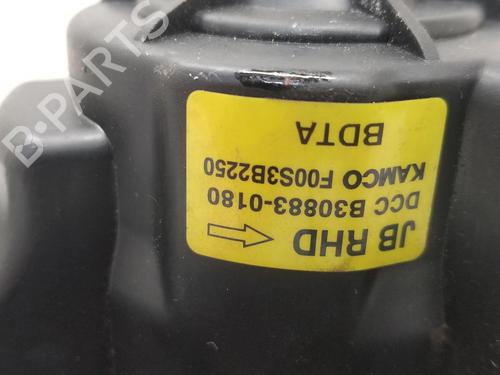 JB RHD
DCC B30883-0180
KAMCO F00S3B2250
BDTA
B-PARTS